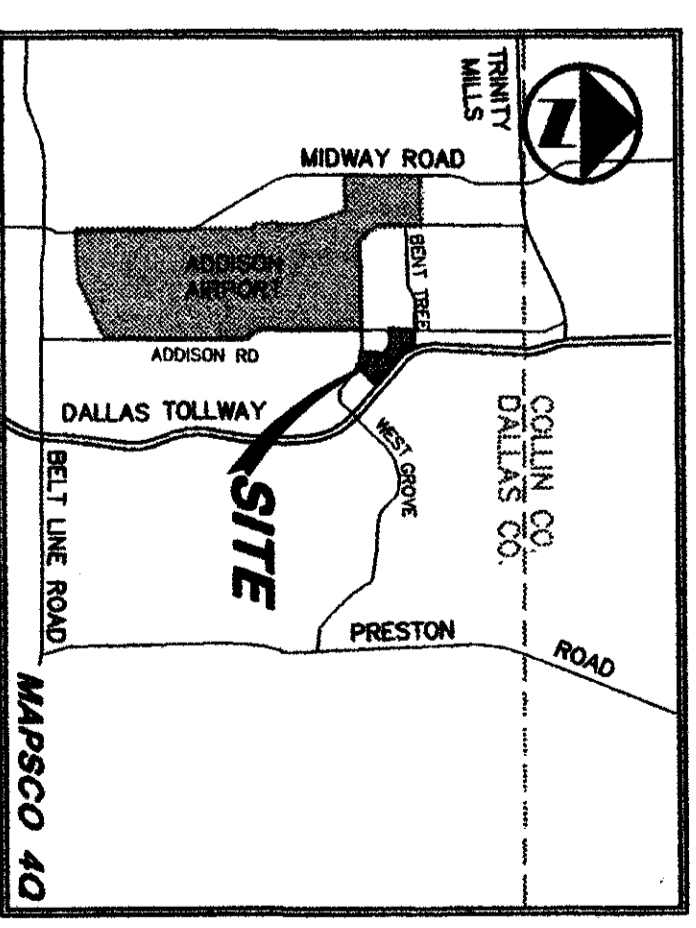 TRINITY
MILLS
N
MIDWAY ROAD
BENT TREE
ADDISON
AIRPORT
ADDISON RD
DALLAS TOLLWAY
WEST GROVE
COLLIN CO.
DALLAS CO.
SITE
BELT LINE ROAD
PRESTON
ROAD
MAPSCO 4Q